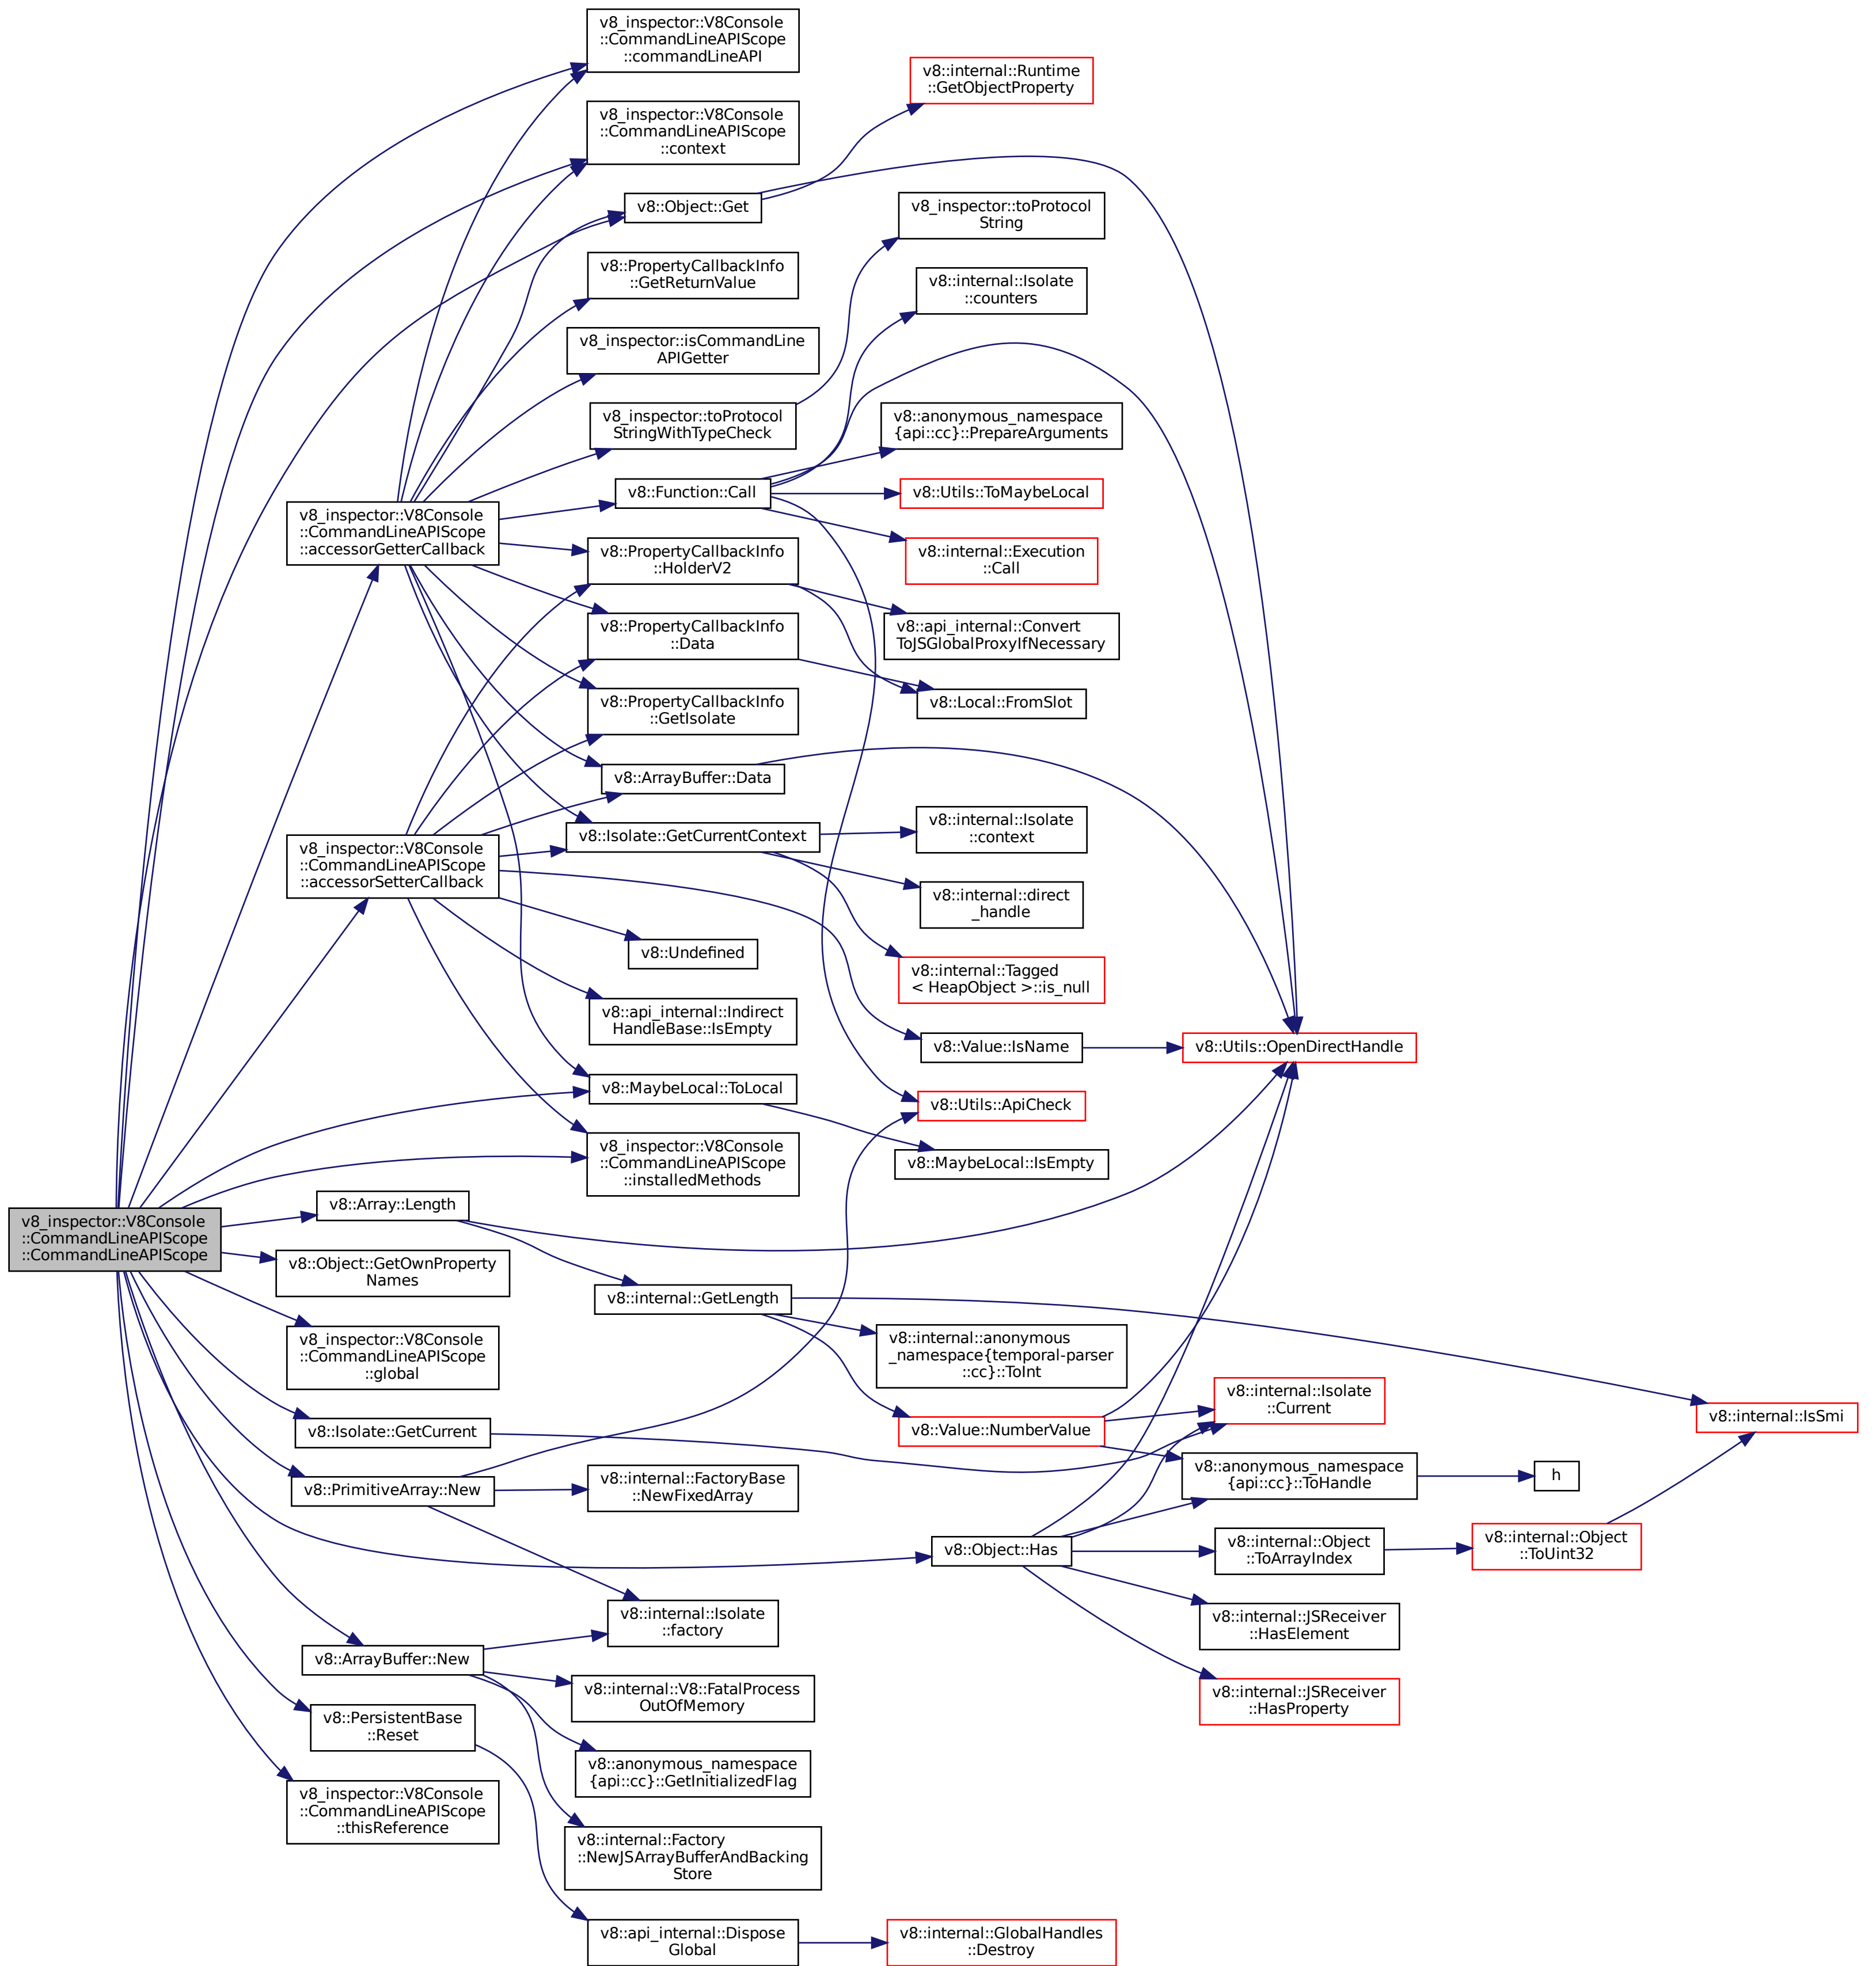 v8_inspector::V8Console
::CommandLineAPIScope
::commandLineAPI
v8::internal::Runtime
::GetObjectProperty
v8_inspector::V8Console
::CommandLineAPIScope
::context
v8::Object::Get
v8_inspector::toProtocol
String
v8::PropertyCallbackInfo
::GetReturnValue
v8::internal::Isolate
::counters
v8_inspector::isCommandLine
APIGetter
v8_inspector::toProtocol
StringWithTypeCheck
v8::anonymous_namespace
{api::cc}::PrepareArguments
v8::Function::Call
v8::Utils::ToMaybeLocal
v8_inspector::V8Console
::CommandLineAPIScope
::accessorGetterCallback
v8::PropertyCallbackInfo
::HolderV2
v8::internal::Execution
::Call
v8::PropertyCallbackInfo
::Data
v8::api_internal::Convert
ToJSGlobalProxyIfNecessary
v8::PropertyCallbackInfo
::GetIsolate
v8::Local::FromSlot
v8::ArrayBuffer::Data
v8::Isolate::GetCurrentContext
v8::internal::Isolate
::context
v8_inspector::V8Console
::CommandLineAPIScope
::accessorSetterCallback
v8::internal::direct
_handle
v8::Undefined
v8::internal::Tagged
< HeapObject >::is_null
v8::api_internal::Indirect
HandleBase::IsEmpty
v8::Value::IsName
v8::Utils::OpenDirectHandle
v8::MaybeLocal::ToLocal
v8::Utils::ApiCheck
v8_inspector::V8Console
::CommandLineAPIScope
::installedMethods
v8::MaybeLocal::IsEmpty
v8::Array::Length
v8_inspector::V8Console
::CommandLineAPIScope
::CommandLineAPIScope
v8::Object::GetOwnProperty
Names
v8::internal::GetLength
v8_inspector::V8Console
::CommandLineAPIScope
::global
v8::internal::anonymous
_namespace{temporal-parser
::cc}::ToInt
v8::internal::Isolate
::Current
v8::internal::IsSmi
v8::Isolate::GetCurrent
v8::Value::NumberValue
v8::PrimitiveArray::New
v8::internal::FactoryBase
::NewFixedArray
v8::anonymous_namespace
{api::cc}::ToHandle
h
v8::Object::Has
v8::internal::Object
::ToArrayIndex
v8::internal::Object
::ToUint32
v8::internal::Isolate
::factory
v8::internal::JSReceiver
::HasElement
v8::ArrayBuffer::New
v8::internal::V8::FatalProcess
OutOfMemory
v8::internal::JSReceiver
::HasProperty
v8::PersistentBase
::Reset
v8::anonymous_namespace
{api::cc}::GetInitializedFlag
v8_inspector::V8Console
::CommandLineAPIScope
::thisReference
v8::internal::Factory
::NewJSArrayBufferAndBacking
Store
v8::api_internal::Dispose
Global
v8::internal::GlobalHandles
::Destroy